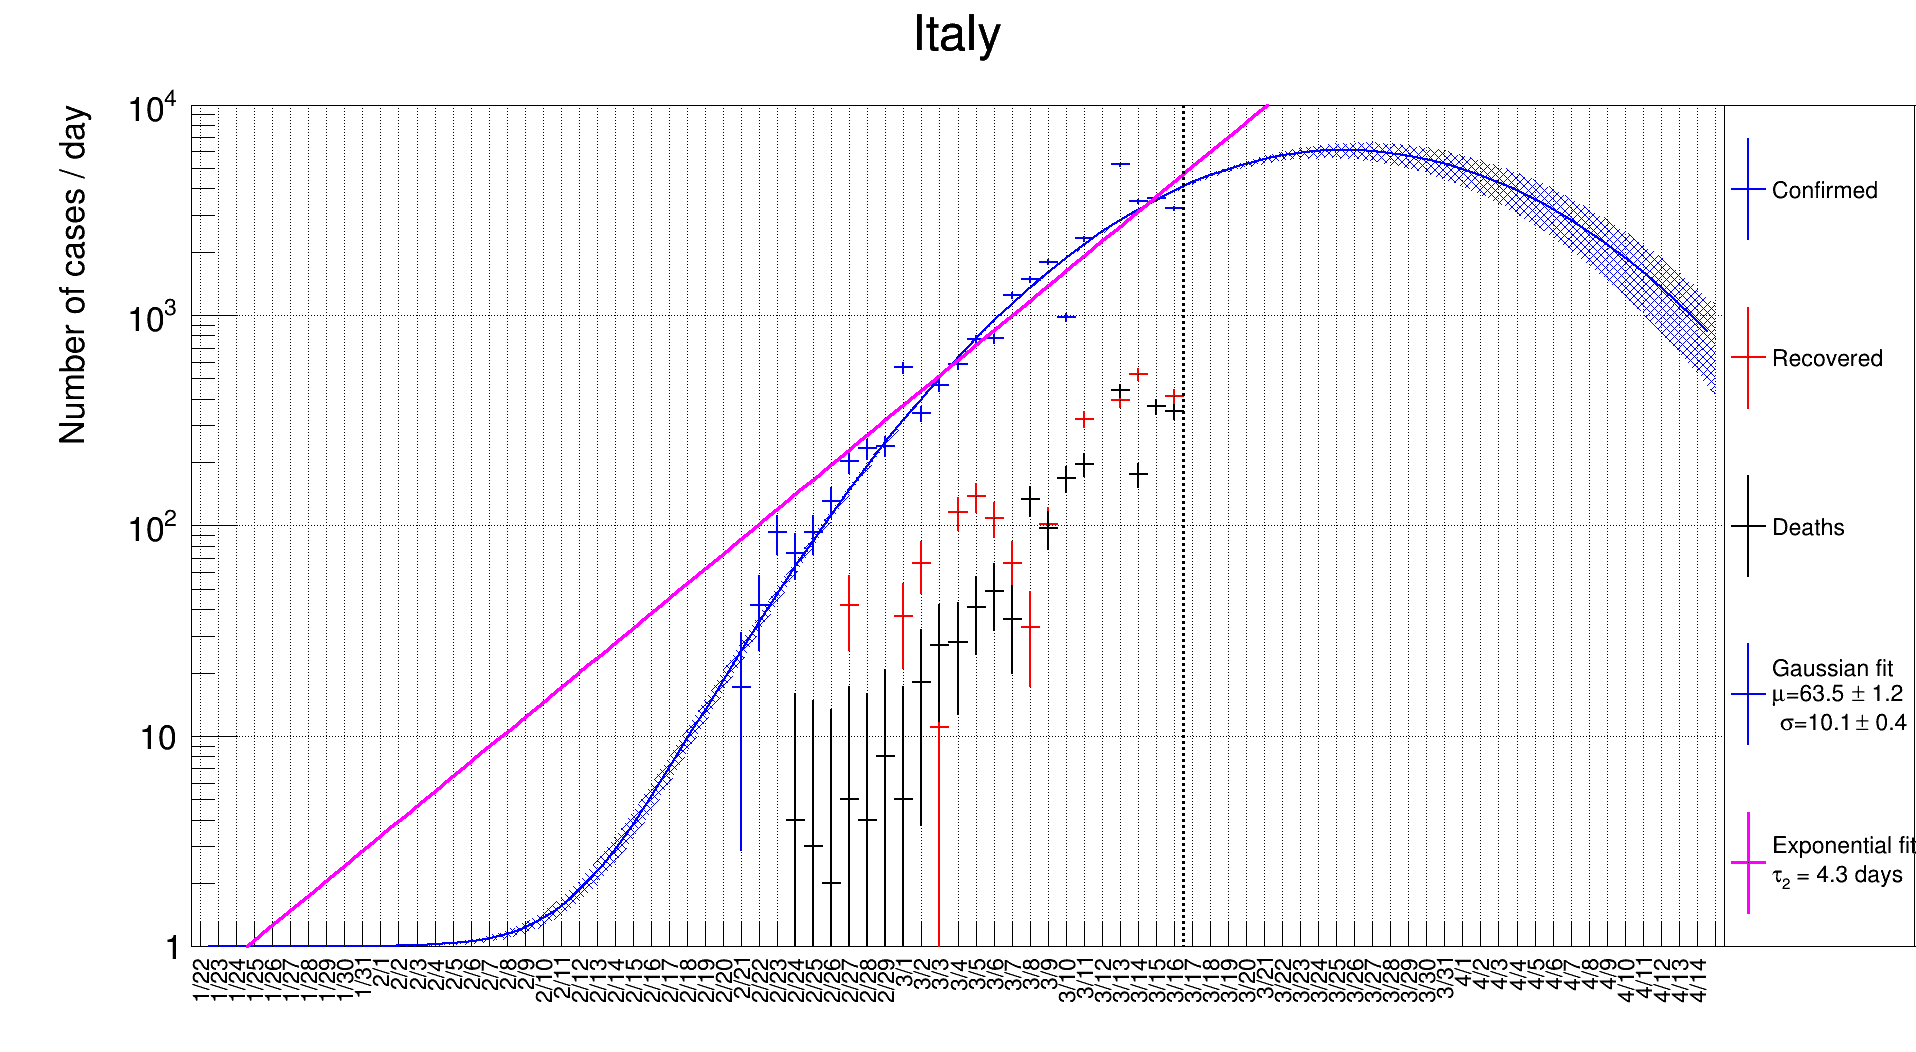 Italy
Number of cases / day
10⁴
10³
10²
10
1
1/22 1/23 1/24 1/25 1/26 1/27 1/28 1/29 1/30 1/31 2/1 2/2 2/3 2/4 2/5 2/6 2/7 2/8 2/9 2/10 2/11 2/12 2/13 2/14 2/15 2/16 2/17 2/18 2/19 2/20 2/21 2/22 2/23 2/24 2/25 2/26 2/27 2/28 2/29 3/1 3/2 3/3 3/4 3/5 3/6 3/7 3/8 3/9 3/10 3/11 3/12 3/13 3/14 3/15 3/16 3/17 3/18 3/19 3/20 3/21 3/22 3/23 3/24 3/25 3/26 3/27 3/28 3/29 3/30 3/31 4/1 4/2 4/3 4/4 4/5 4/6 4/7 4/8 4/9 4/10 4/11 4/12 4/13 4/14
Confirmed
Recovered
Deaths
Gaussian fit
μ=63.5 ± 1.2
σ=10.1 ± 0.4
Exponential fit
τ₂ = 4.3 days